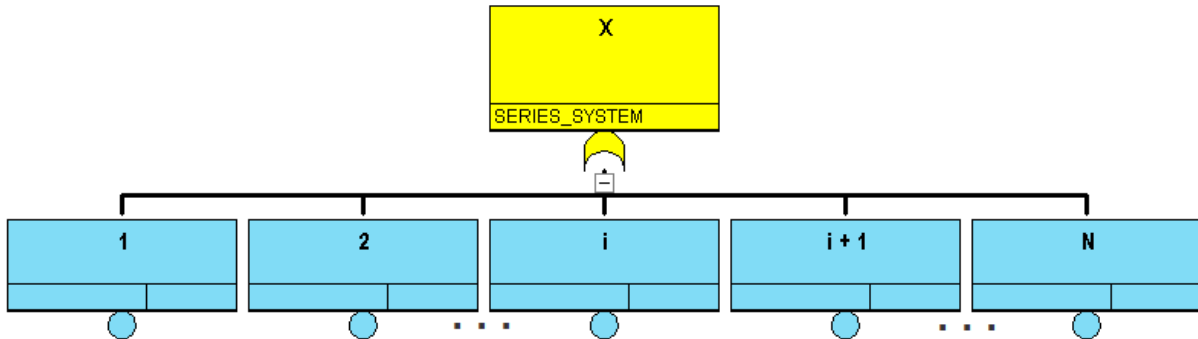 X
SERIES_SYSTEM
1
2
i
i + 1
N
. . .
. . .